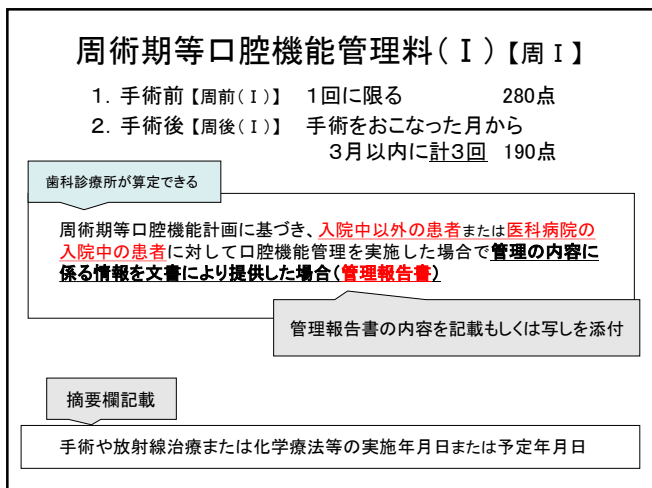 周術期等口腔機能管理料(Ⅰ)【周Ⅰ】
1. 手術前【周前(Ⅰ)】 1回に限る 280点
2. 手術後【周後(Ⅰ)】 手術をおこなった月から
3月以内に計3回 190点
歯科診療所が算定できる
周術期等口腔機能計画に基づき、入院中以外の患者または医科病院の
入院中の患者に対して口腔機能管理を実施した場合で管理の内容に
係る情報を文書により提供した場合(管理報告書)
管理報告書の内容を記載もしくは写しを添付
摘要欄記載
手術や放射線治療または化学療法等の実施年月日または予定年月日